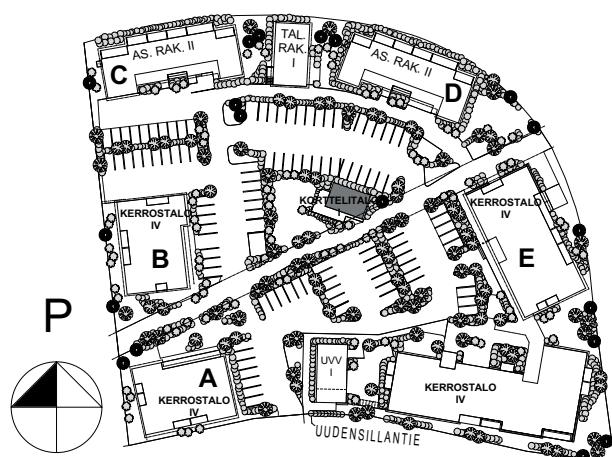 AS. RAK. II
C
TAL.
RAK.
I
AS. RAK. II
D
KORTTELITALO
KERROSTALO
IV
B
KERROSTALO
IV
E
P
A
KERROSTALO
IV
UVV
I
KERROSTALO
IV
UUDENSILLANTIE